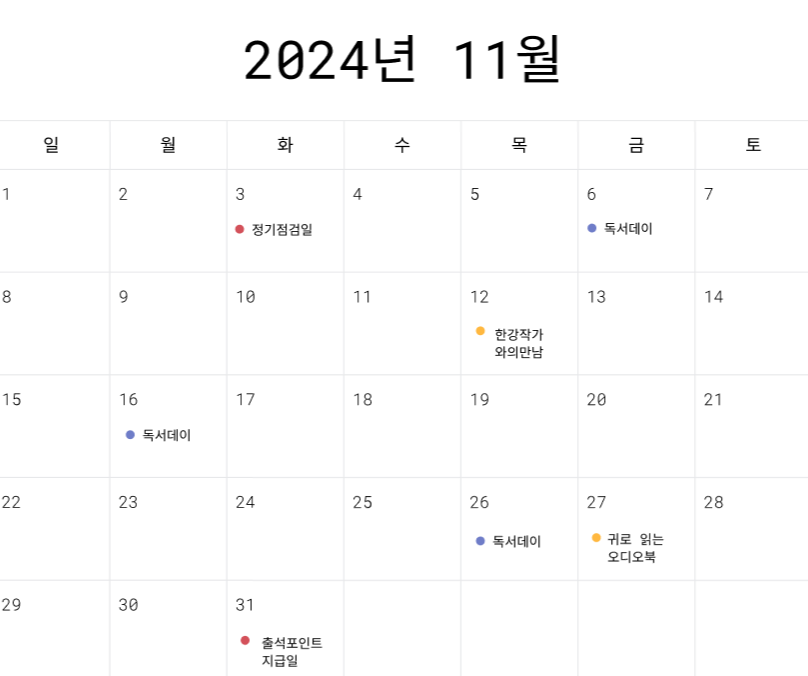 2024년 11월
일 월 화 수 목 금 토
1 2 3 4 5 6 7
정기점검일 독서데이
8 9 10 11 12 13 14
한강작가
와의만남
15 16 17 18 19 20 21
독서데이
22 23 24 25 26 27 28
독서데이 귀로 읽는
오디오북
29 30 31
출석포인트
지급일